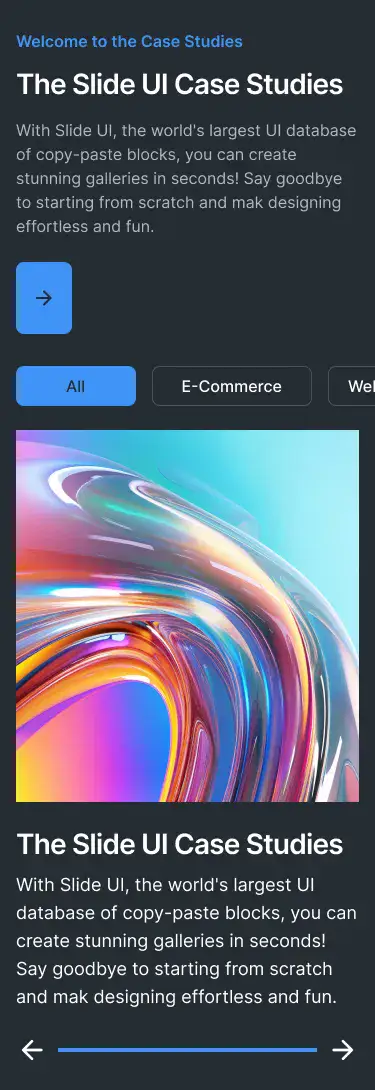 Welcome to the Case Studies
The Slide UI Case Studies
With Slide UI, the world's largest UI database
of copy-paste blocks, you can create
stunning galleries in seconds! Say goodbye
to starting from scratch and mak designing
effortless and fun.
All
E-Commerce
The Slide UI Case Studies
With Slide UI, the world's largest UI
database of copy-paste blocks, you can
create stunning galleries in seconds!
Say goodbye to starting from scratch
and mak designing effortless and fun.